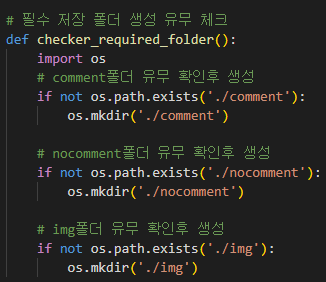 # 필수 저장 폴더 생성 유무 체크
def checker_required_folder():
    import os
    # comment폴더 유무 확인후 생성
    if not os.path.exists('./comment'):
        os.mkdir('./comment')

    # nocomment폴더 유무 확인후 생성
    if not os.path.exists('./nocomment'):
        os.mkdir('./nocomment')

    # img폴더 유무 확인후 생성
    if not os.path.exists('./img'):
        os.mkdir('./img')